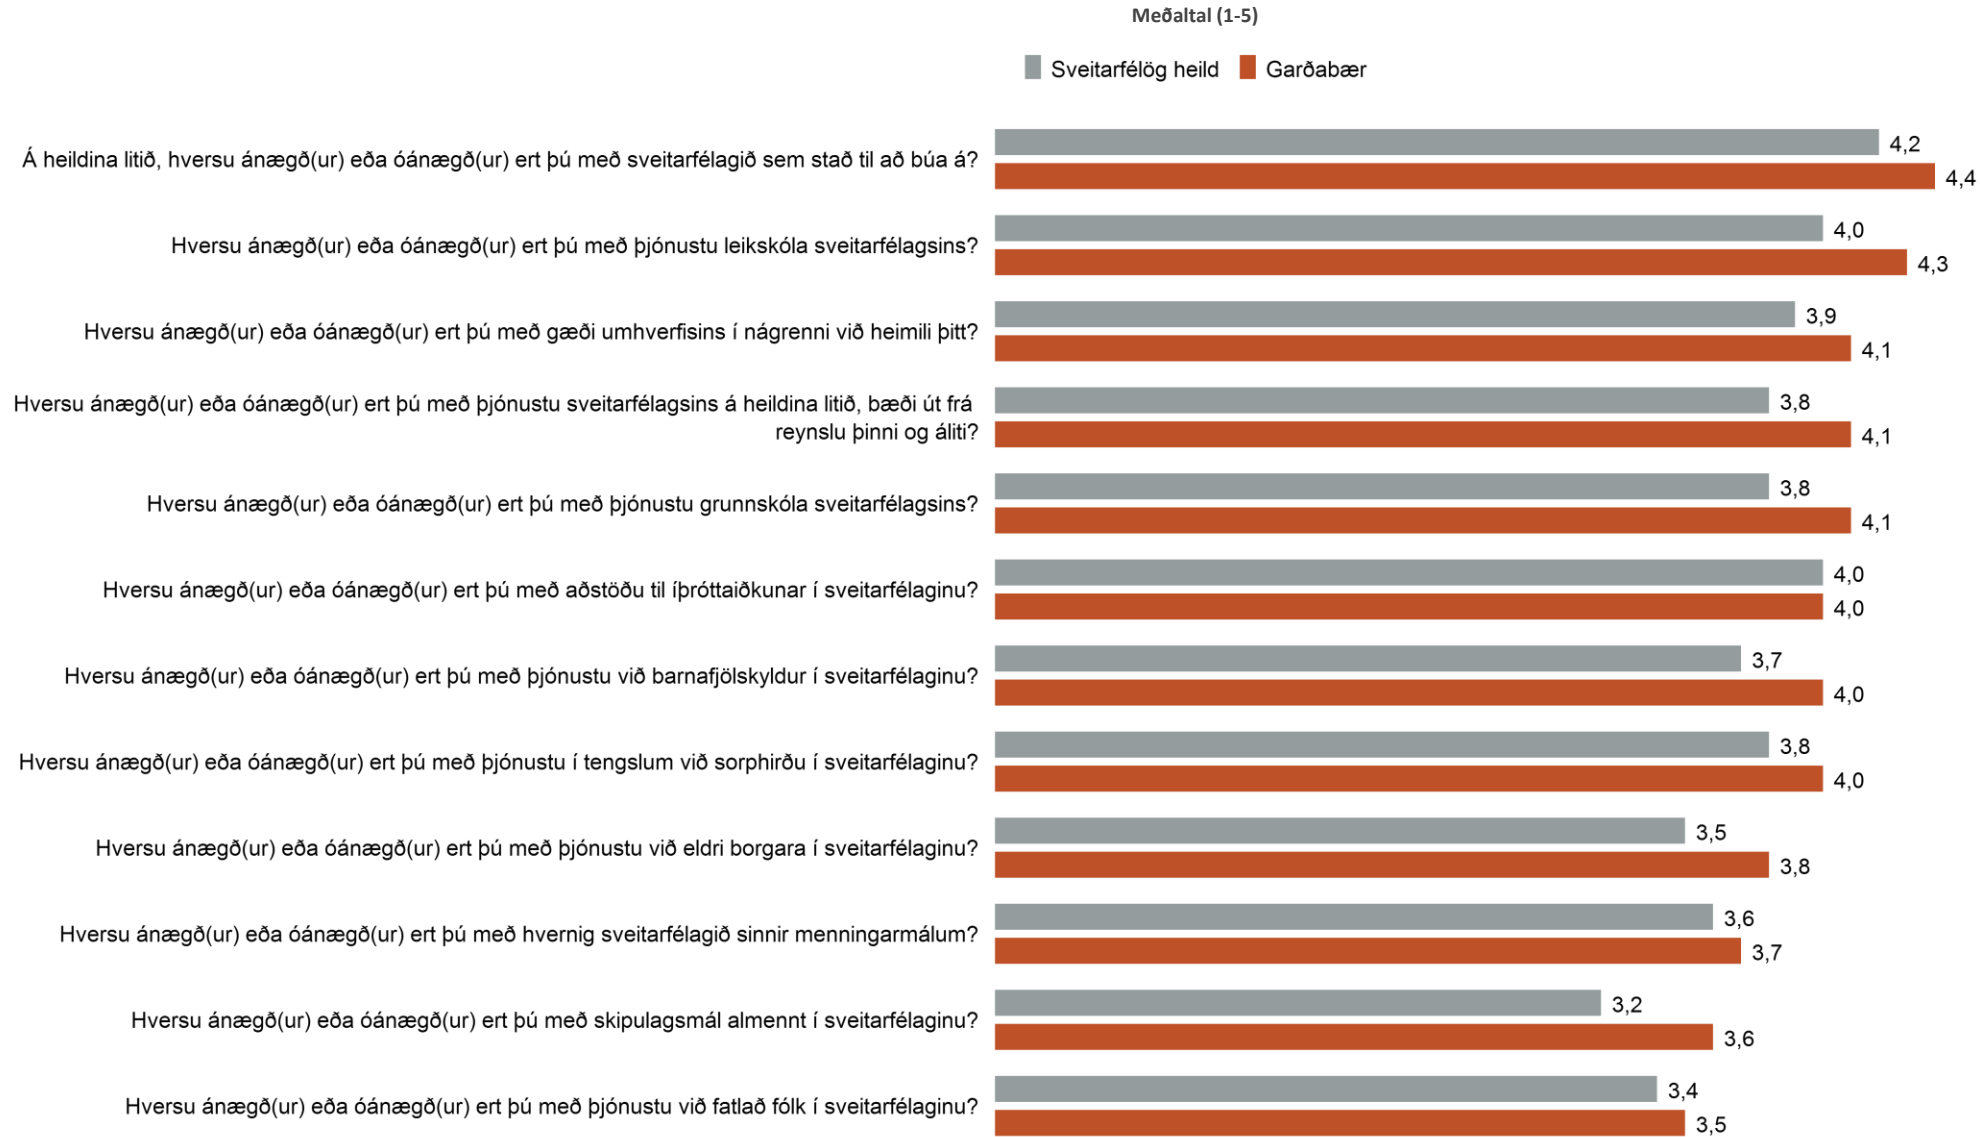 Meðaltal (1-5)
Sveitarfélög heild
Garðabær
Á heildina litið, hversu ánægð(ur) eða óánægð(ur) ert þú með sveitarfélagið sem stað til að búa á?
4,2
4,4
Hversu ánægð(ur) eða óánægð(ur) ert þú með þjónustu leikskóla sveitarfélagsins?
4,0
4,3
Hversu ánægð(ur) eða óánægð(ur) ert þú með gæði umhverfisins í nágrenni við heimili þitt?
3,9
4,1
Hversu ánægð(ur) eða óánægð(ur) ert þú með þjónustu sveitarfélagsins á heildina litið, bæði út frá
reynslu þinni og áliti?
3,8
4,1
Hversu ánægð(ur) eða óánægð(ur) ert þú með þjónustu grunnskóla sveitarfélagsins?
3,8
4,1
Hversu ánægð(ur) eða óánægð(ur) ert þú með aðstöðu til íþróttaiðkunar í sveitarfélaginu?
4,0
4,0
Hversu ánægð(ur) eða óánægð(ur) ert þú með þjónustu við barnafjölskyldur í sveitarfélaginu?
3,7
4,0
Hversu ánægð(ur) eða óánægð(ur) ert þú með þjónustu í tengslum við sorphirðu í sveitarfélaginu?
3,8
4,0
Hversu ánægð(ur) eða óánægð(ur) ert þú með þjónustu við eldri borgara í sveitarfélaginu?
3,5
3,8
Hversu ánægð(ur) eða óánægð(ur) ert þú með hvernig sveitarfélagið sinnir menningarmálum?
3,6
3,7
Hversu ánægð(ur) eða óánægð(ur) ert þú með skipulagsmál almennt í sveitarfélaginu?
3,2
3,6
Hversu ánægð(ur) eða óánægð(ur) ert þú með þjónustu við fatlað fólk í sveitarfélaginu?
3,4
3,5